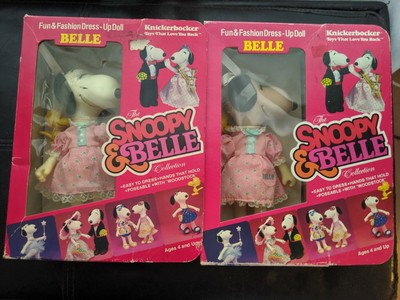 Fun & Fashion Dress-Up Doll
BELLE
Knickerbocker
"Toys That Love You Back"
The
SNOOPY
& BELLE
Collection
•EASY TO DRESS•HANDS THAT HOLD
•POSEABLE•WITH "WOODSTOCK"
Ages 4 and Up
Fun & Fashion Dress-Up Doll
BELLE
Knickerbocker
"Toys That Love You Back"
The
SNOOPY
& BELLE
Collection
•EASY TO DRESS•HANDS THAT HOLD
•POSEABLE•WITH "WOODSTOCK"
Ages 4 and Up